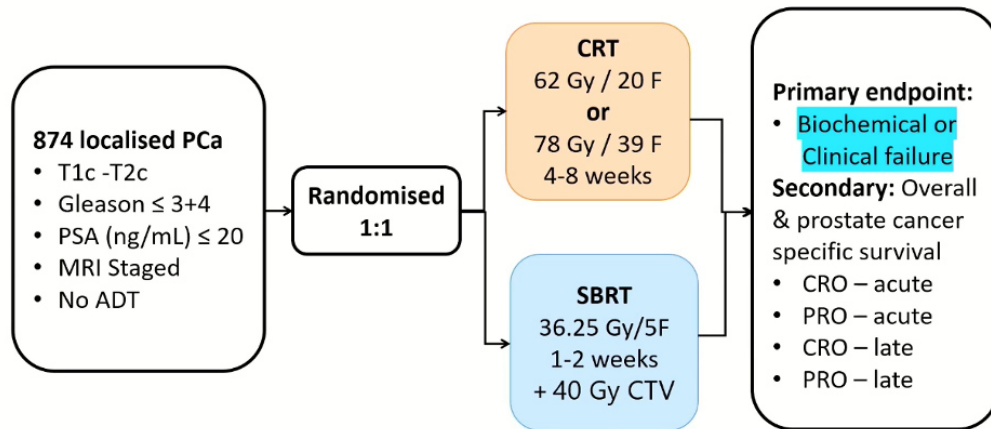 874 localised PCa
• T1c -T2c
• Gleason ≤ 3+4
• PSA (ng/mL) ≤ 20
• MRI Staged
• No ADT
Randomised
1:1
CRT
62 Gy / 20 F
or
78 Gy / 39 F
4-8 weeks
SBRT
36.25 Gy/5F
1-2 weeks
+ 40 Gy CTV
Primary endpoint:
• Biochemical or
Clinical failure
Secondary: Overall
& prostate cancer
specific survival
• CRO – acute
• PRO – acute
• CRO – late
• PRO – late